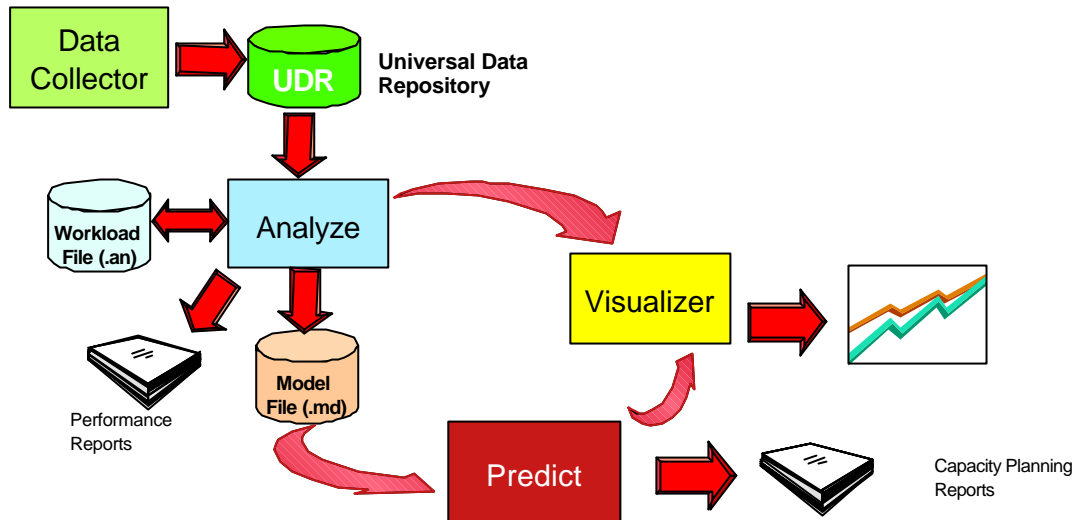 Data
Collector
UDR
Universal Data
Repository
Workload
File (.an)
Analyze
Visualizer
Performance
Reports
Model
File (.md)
Predict
Capacity Planning
Reports